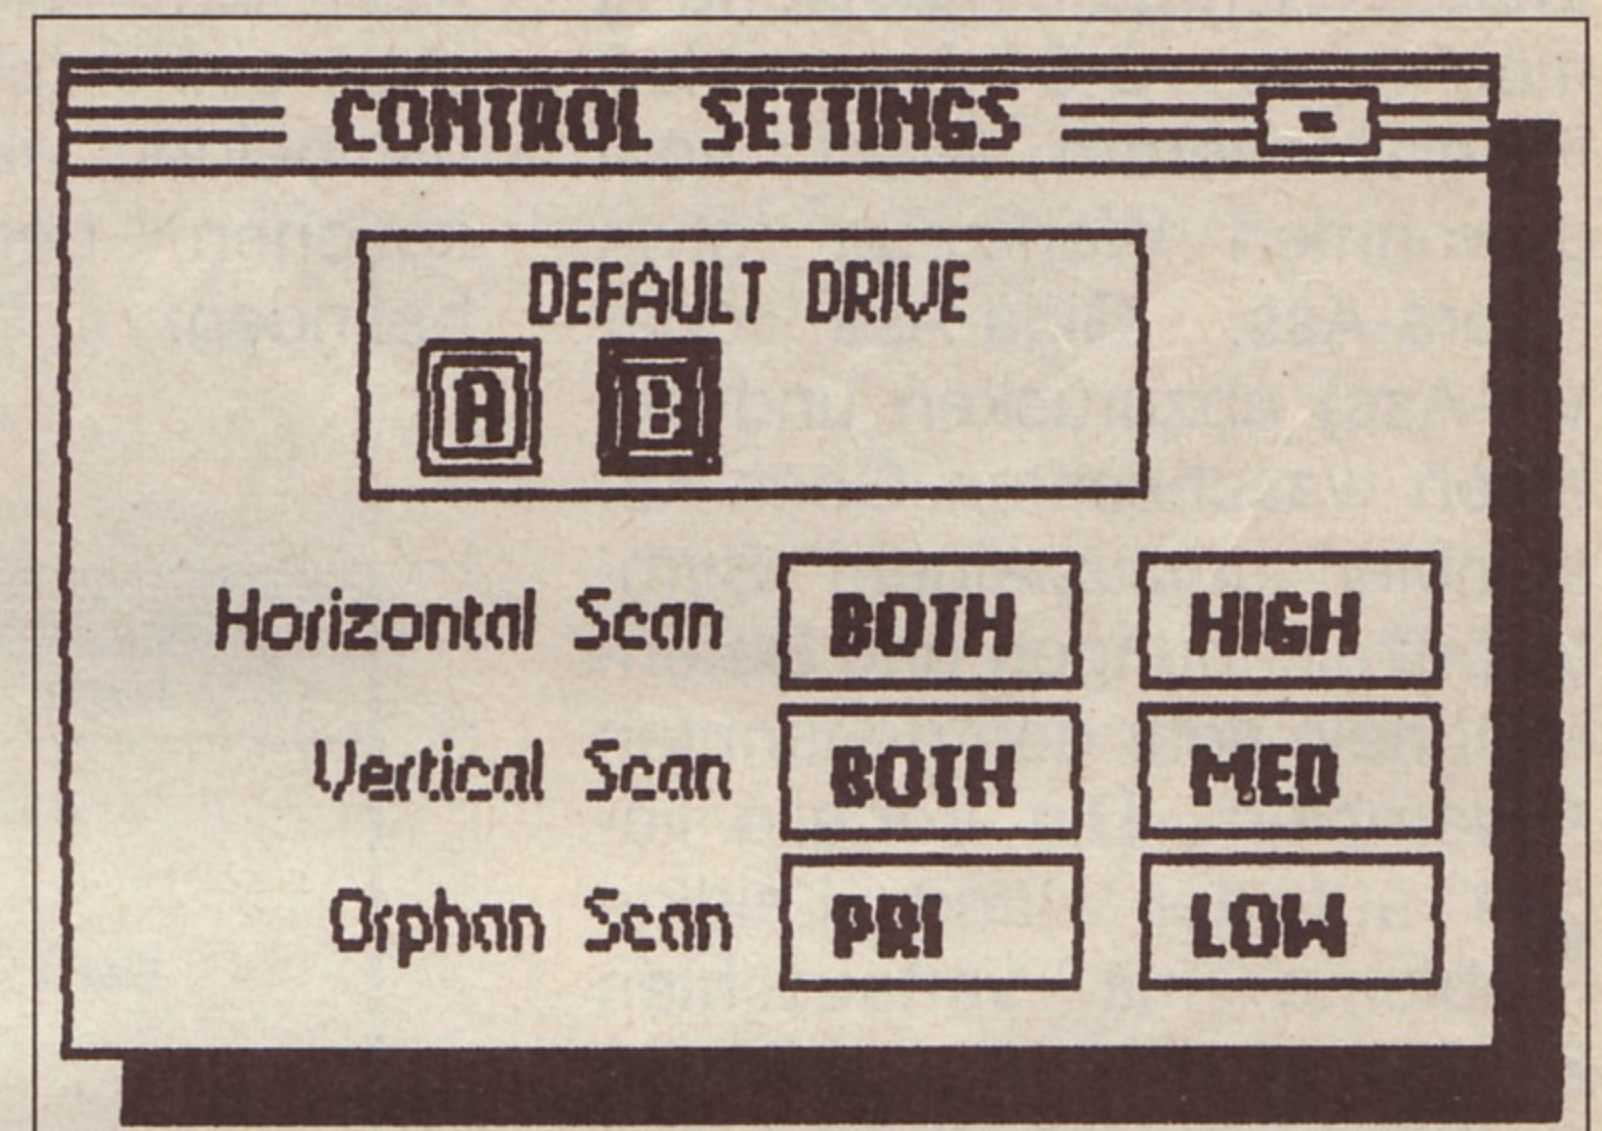 CONTROL SETTINGS
DEFAULT DRIVE
A B
Horizontal Scan BOTH HIGH
Vertical Scan BOTH MED
Orphan Scan PRI LOW